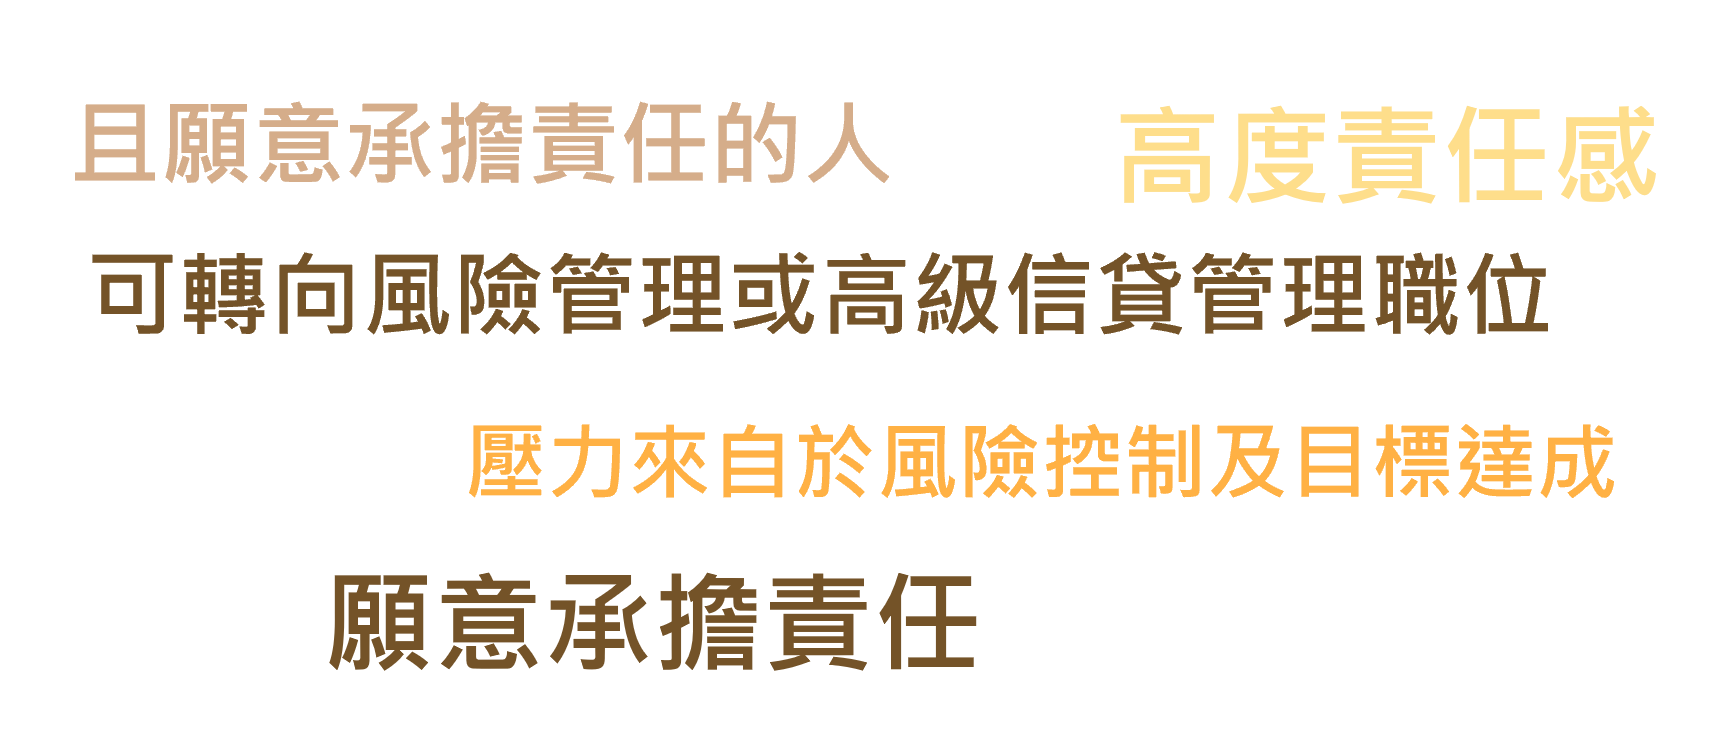 且願意承擔責任的人
高度責任感
可轉向風險管理或高級信貸管理職位
壓力來自於風險控制及目標達成
願意承擔責任